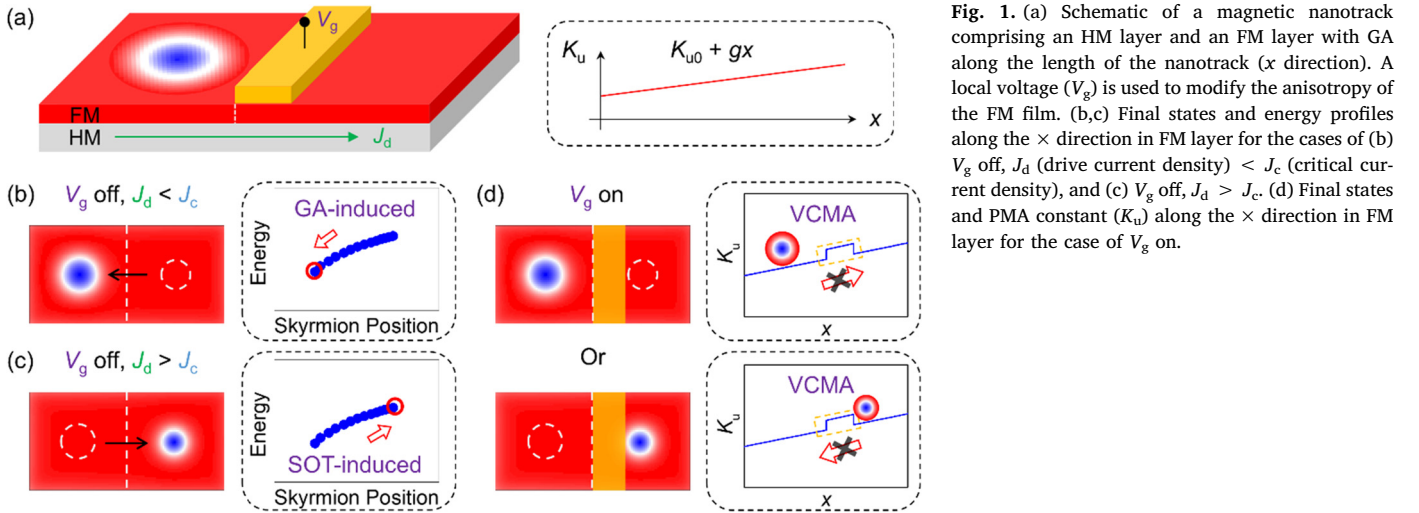 (a)
V_g
FM
HM
J_d
K_u
K_u0 + gx
x
(b)
V_g off, J_d < J_c
GA-induced
Energy
Skyrmion Position
(c)
V_g off, J_d > J_c
SOT-induced
Energy
Skyrmion Position
(d)
V_g on
VCMA
K_u
x
Or
VCMA
K_u
x
Fig. 1. (a) Schematic of a magnetic nanotrack
comprising an HM layer and an FM layer with GA
along the length of the nanotrack (x direction). A
local voltage (V_g) is used to modify the anisotropy of
the FM film. (b,c) Final states and energy profiles
along the × direction in FM layer for the cases of (b)
V_g off, J_d (drive current density) < J_c (critical cur-
rent density), and (c) V_g off, J_d > J_c. (d) Final states
and PMA constant (K_u) along the × direction in FM
layer for the case of V_g on.